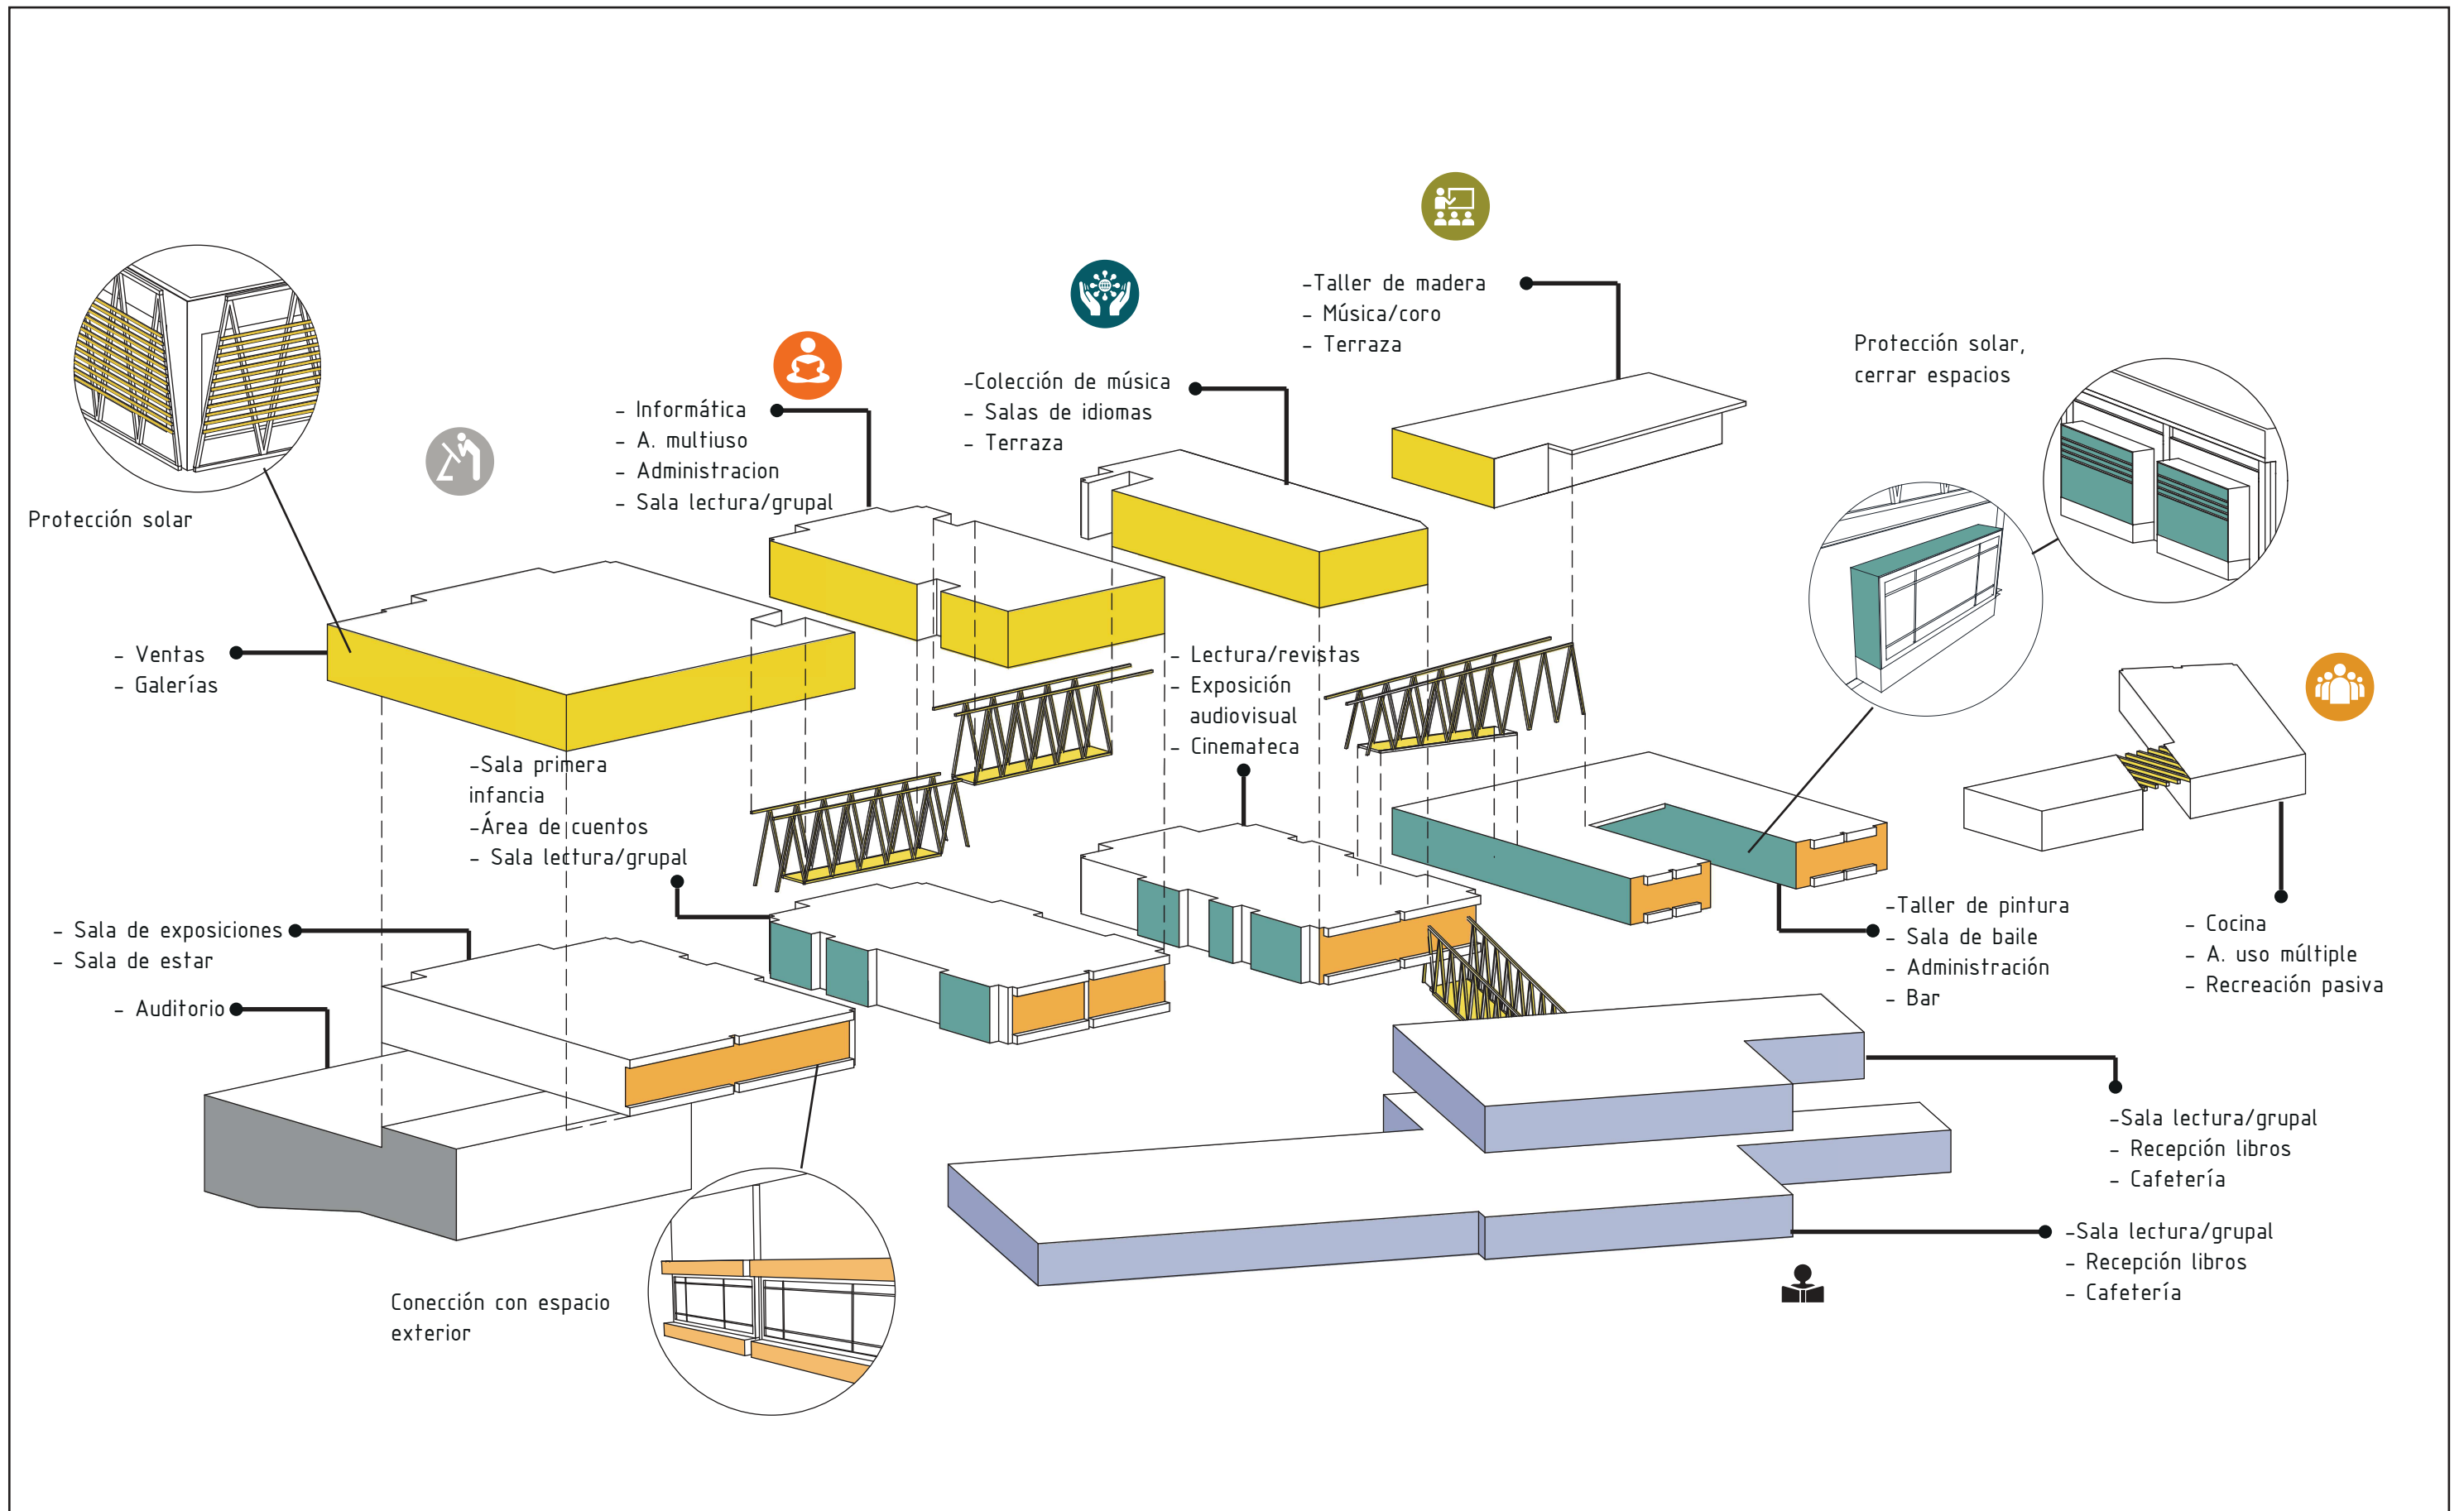 -Taller de madera
- Música/coro
- Terraza
Protección solar,
cerrar espacios
-Colección de música
- Salas de idiomas
- Terraza
- Informática
- A. multiuso
- Administracion
- Sala lectura/grupal
Protección solar
- Ventas
- Galerías
- Lectura/revistas
- Exposición
audiovisual
- Cinemateca
-Sala primera
infancia
-Área de cuentos
- Sala lectura/grupal
- Sala de exposiciones
- Sala de estar
- Auditorio
-Taller de pintura
- Sala de baile
- Administración
- Bar
- Cocina
- A. uso múltiple
- Recreación pasiva
-Sala lectura/grupal
- Recepción libros
- Cafetería
-Sala lectura/grupal
- Recepción libros
- Cafetería
Conección con espacio
exterior